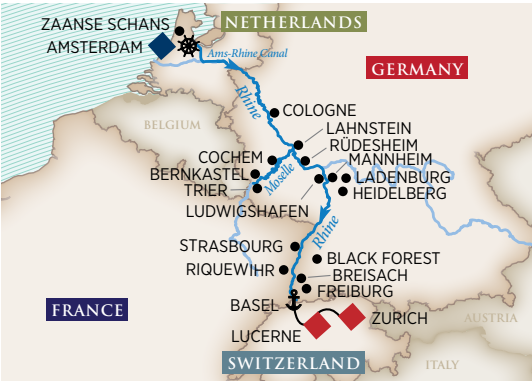 NETHERLANDS
ZAANSE SCHANS
AMSTERDAM
Ams-Rhine Canal
GERMANY
Rhine
COLOGNE
BELGIUM
LAHNSTEIN
RÜDESHEIM
COCHEM
MANNHEIM
BERNKASTEL
Moselle
LADENBURG
TRIER
HEIDELBERG
LUDWIGSHAFEN
Rhine
STRASBOURG
BLACK FOREST
RIQUEWIHR
BREISACH
FREIBURG
FRANCE
BASEL
ZURICH
AUSTRIA
LUCERNE
SWITZERLAND
ITALY